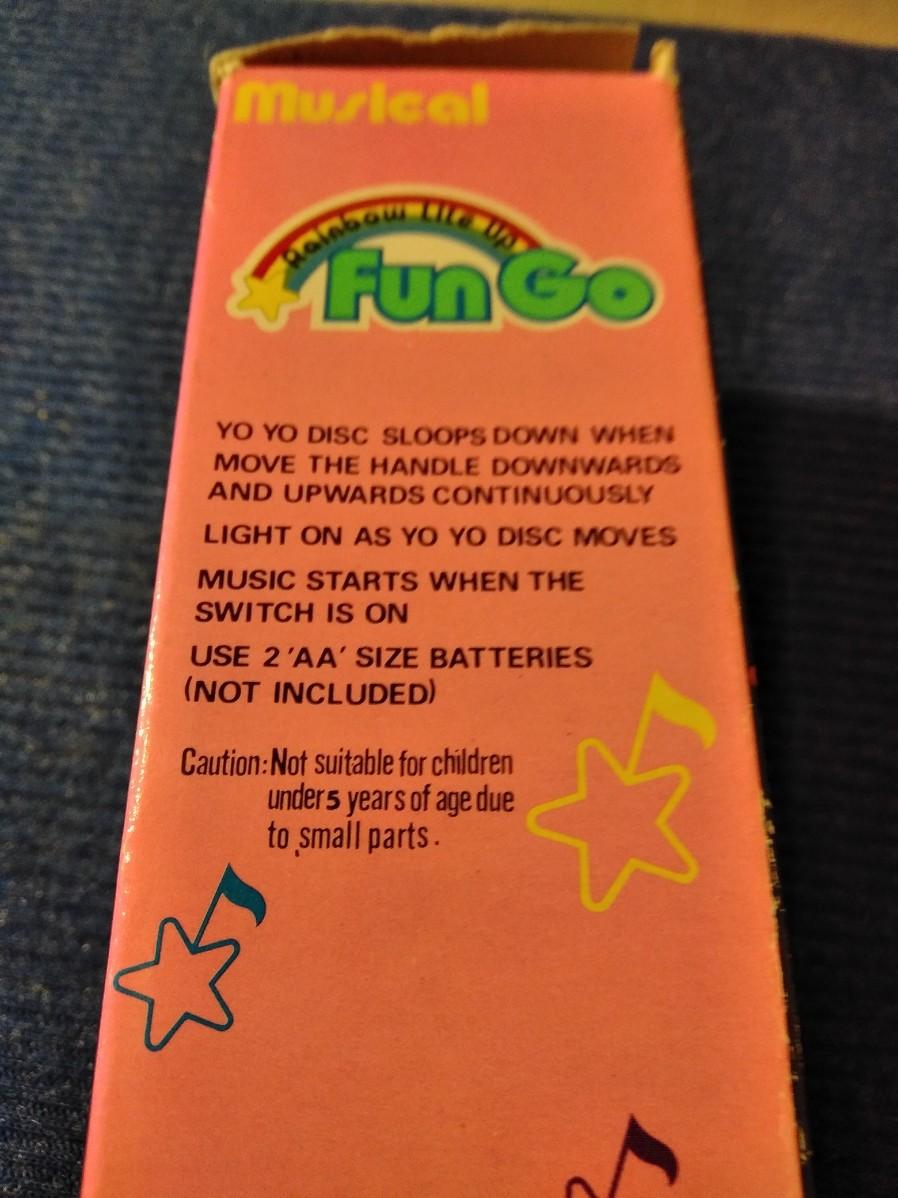 Musical
Rainbow Lite Up
Fun Go
YO YO DISC SLOOPS DOWN WHEN
MOVE THE HANDLE DOWNWARDS
AND UPWARDS CONTINUOUSLY
LIGHT ON AS YO YO DISC MOVES
MUSIC STARTS WHEN THE
SWITCH IS ON
USE 2 'AA' SIZE BATTERIES
(NOT INCLUDED)
Caution: Not suitable for children
under 5 years of age due
to small parts.